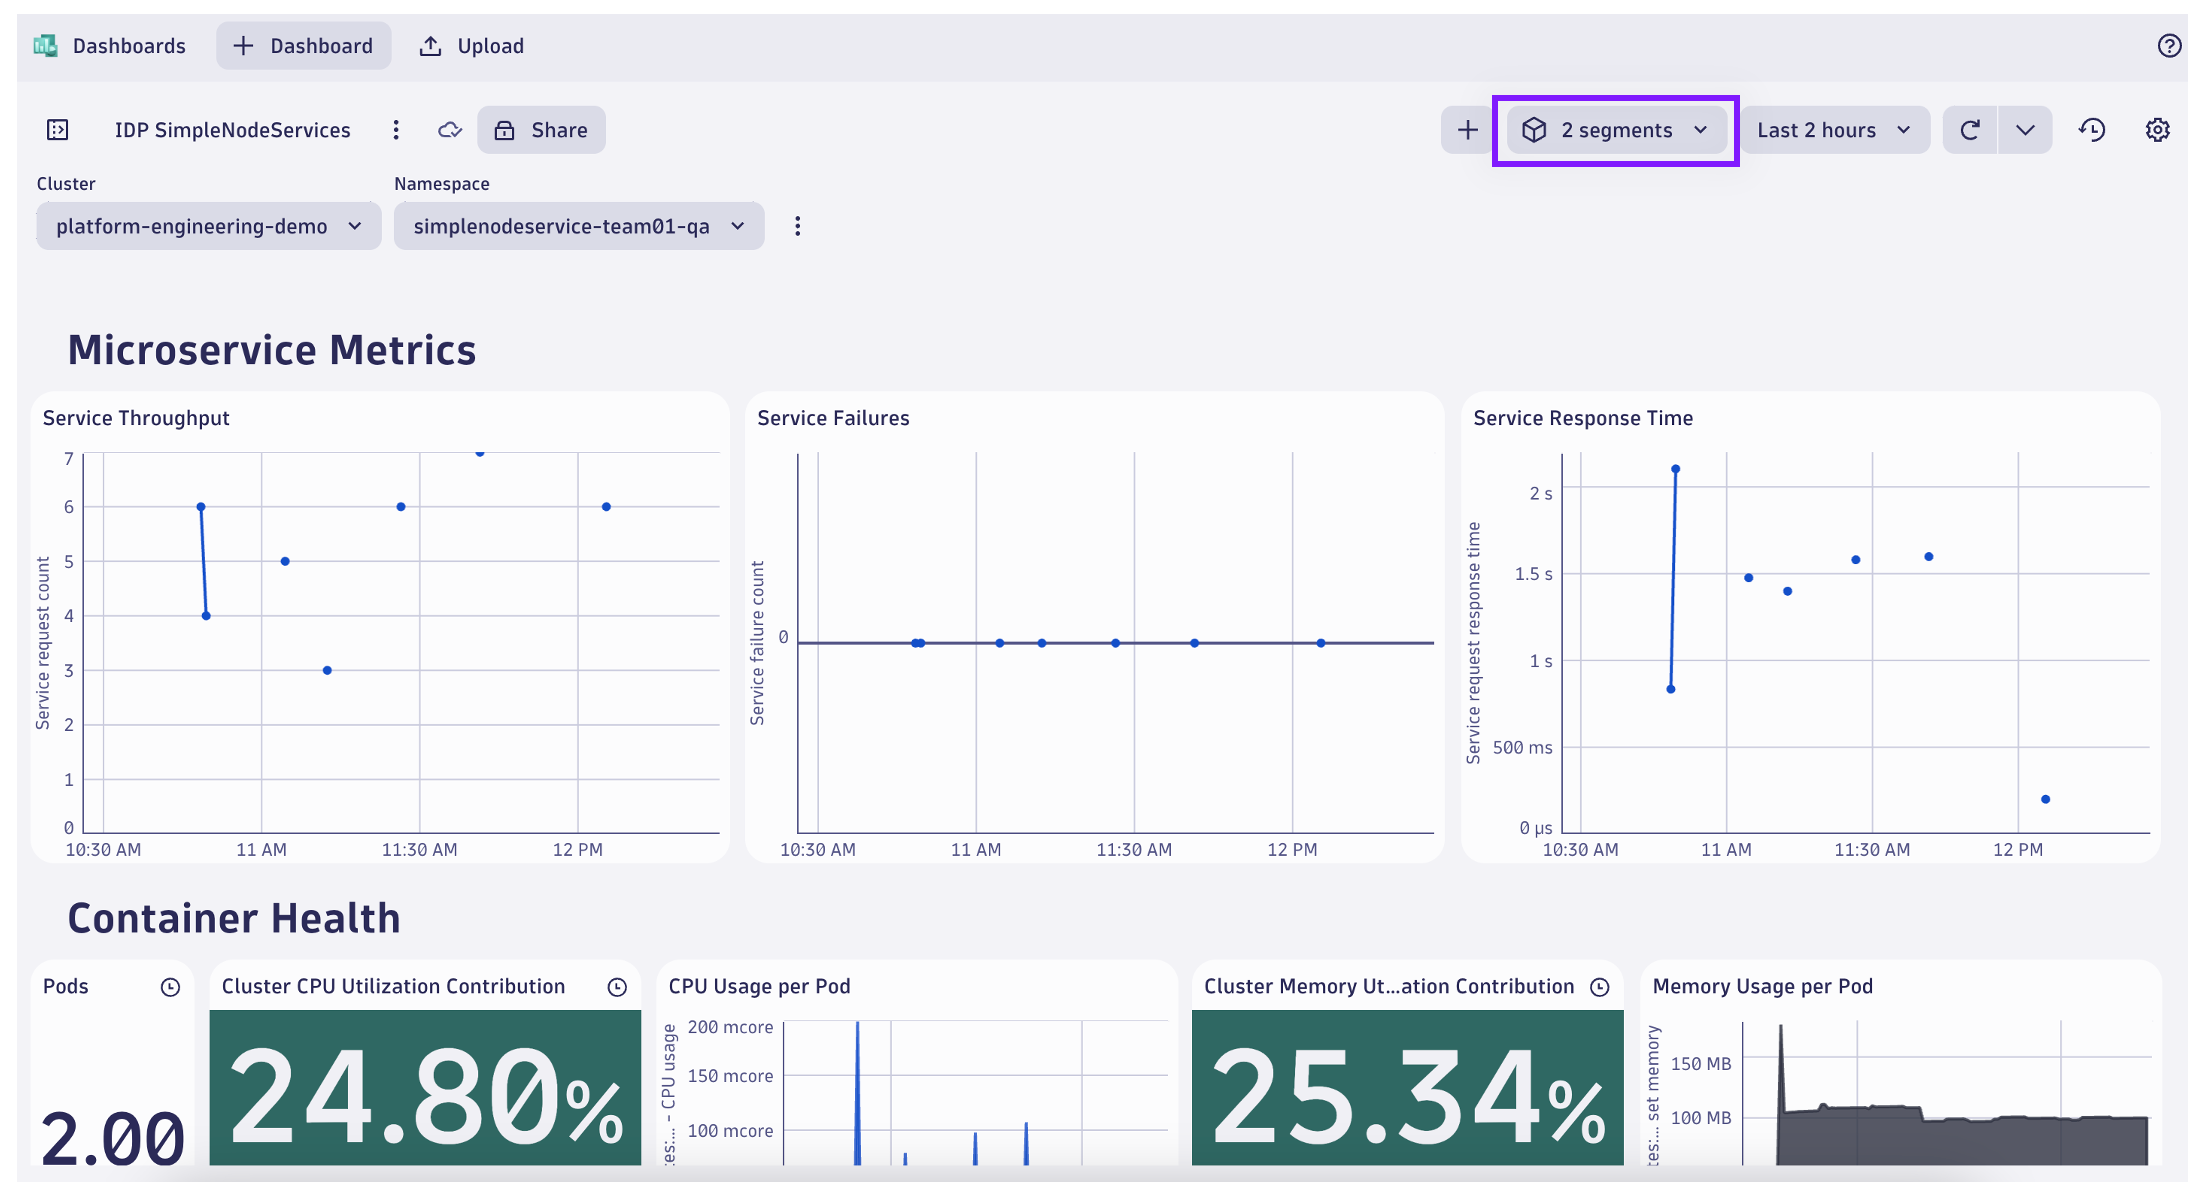 Dashboards
Dashboard
Upload
IDP SimpleNodeServices
Share
2 segments
Last 2 hours
Cluster
Namespace
platform-engineering-demo
simplenodeservice-team01-qa
Microservice Metrics
Service Throughput
Service request count
7
6
5
4
3
2
1
0
10:30 AM
11 AM
11:30 AM
12 PM
Service Failures
Service failure count
0
10:30 AM
11 AM
11:30 AM
12 PM
Service Response Time
Service request response time
2 s
1.5 s
1 s
500 ms
0 µs
10:30 AM
11 AM
11:30 AM
12 PM
Container Health
Pods
2.00
Cluster CPU Utilization Contribution
24.80%
CPU Usage per Pod
tes:... - CPU usage
200 mcore
150 mcore
100 mcore
Cluster Memory Ut...ation Contribution
25.34%
Memory Usage per Pod
tes:... set memory
150 MB
100 MB